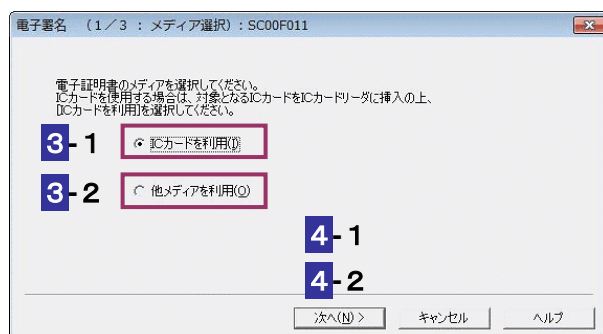 電子署名 （１/３ : メディア選択）: SC00F011
電子証明書のメディアを選択してください。
ICカードを使用する場合は、対象となるICカードをICカードリーダに挿入の上、
[ICカードを利用]を選択してください。
3-1 ICカードを利用(I)
3-2 他メディアを利用(O)
4-1
4-2
次へ(N) > キャンセル ヘルプ